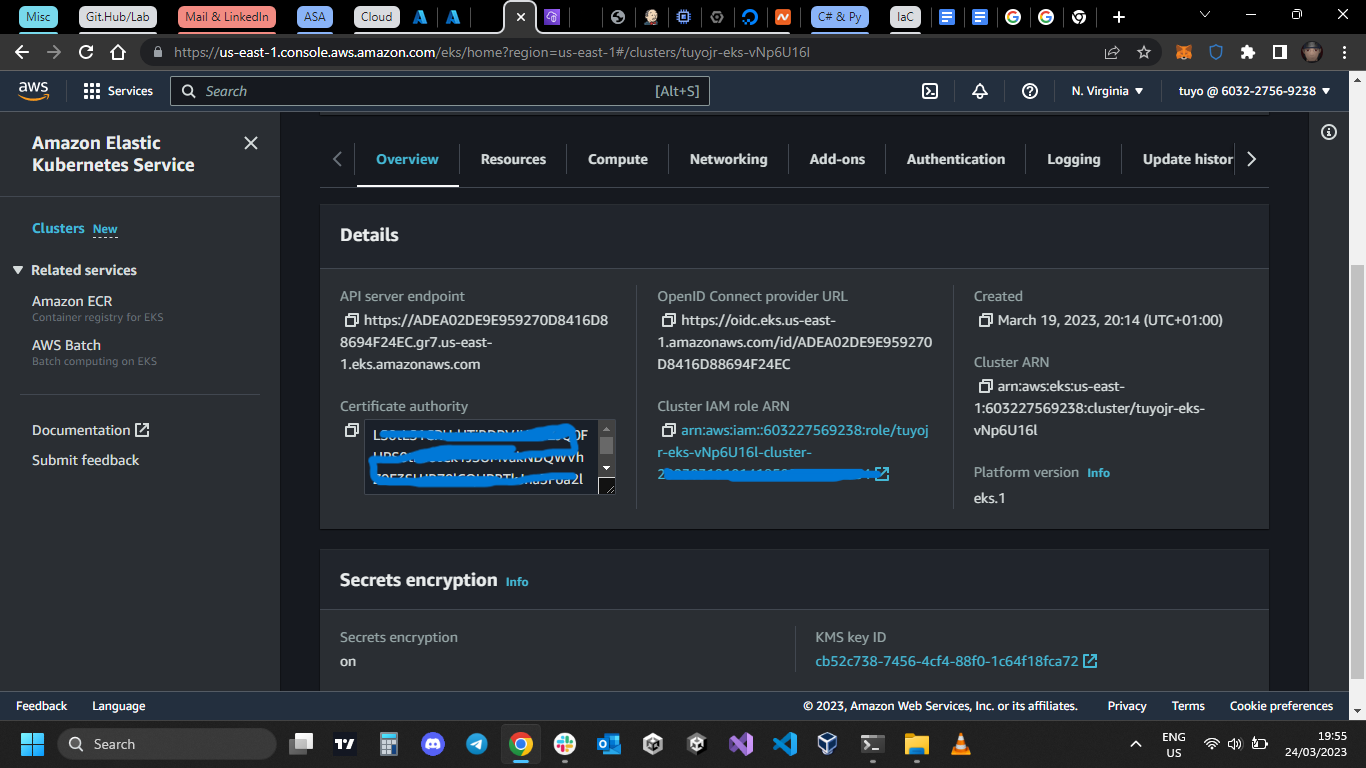 Misc
Git.Hub/Lab
Mail & LinkedIn
ASA
Cloud
C# & Py
IaC
https://us-east-1.console.aws.amazon.com/eks/home?region=us-east-1#/clusters/tuyojr-eks-vNp6U16l
aws
Services
Search
[Alt+S]
N. Virginia
tuyo @ 6032-2756-9238
Amazon Elastic
Kubernetes Service
Clusters New
Related services
Amazon ECR
Container registry for EKS
AWS Batch
Batch computing on EKS
Documentation
Submit feedback
Overview
Resources
Compute
Networking
Add-ons
Authentication
Logging
Update histor
Details
API server endpoint
https://ADEA02DE9E959270D8416D8
8694F24EC.gr7.us-east-
1.eks.amazonaws.com
Certificate authority
OpenID Connect provider URL
https://oidc.eks.us-east-
1.amazonaws.com/id/ADEA02DE9E959270
D8416D88694F24EC
Cluster IAM role ARN
arn:aws:iam::603227569238:role/tuyoj
r-eks-vNp6U16l-cluster-
Created
March 19, 2023, 20:14 (UTC+01:00)
Cluster ARN
arn:aws:eks:us-east-
1:603227569238:cluster/tuyojr-eks-
vNp6U16l
Platform version Info
eks.1
Secrets encryption Info
Secrets encryption
on
KMS key ID
cb52c738-7456-4cf4-88f0-1c64f18fca72
Feedback
Language
© 2023, Amazon Web Services, Inc. or its affiliates.
Privacy
Terms
Cookie preferences
Search
ENG
US
19:55
24/03/2023